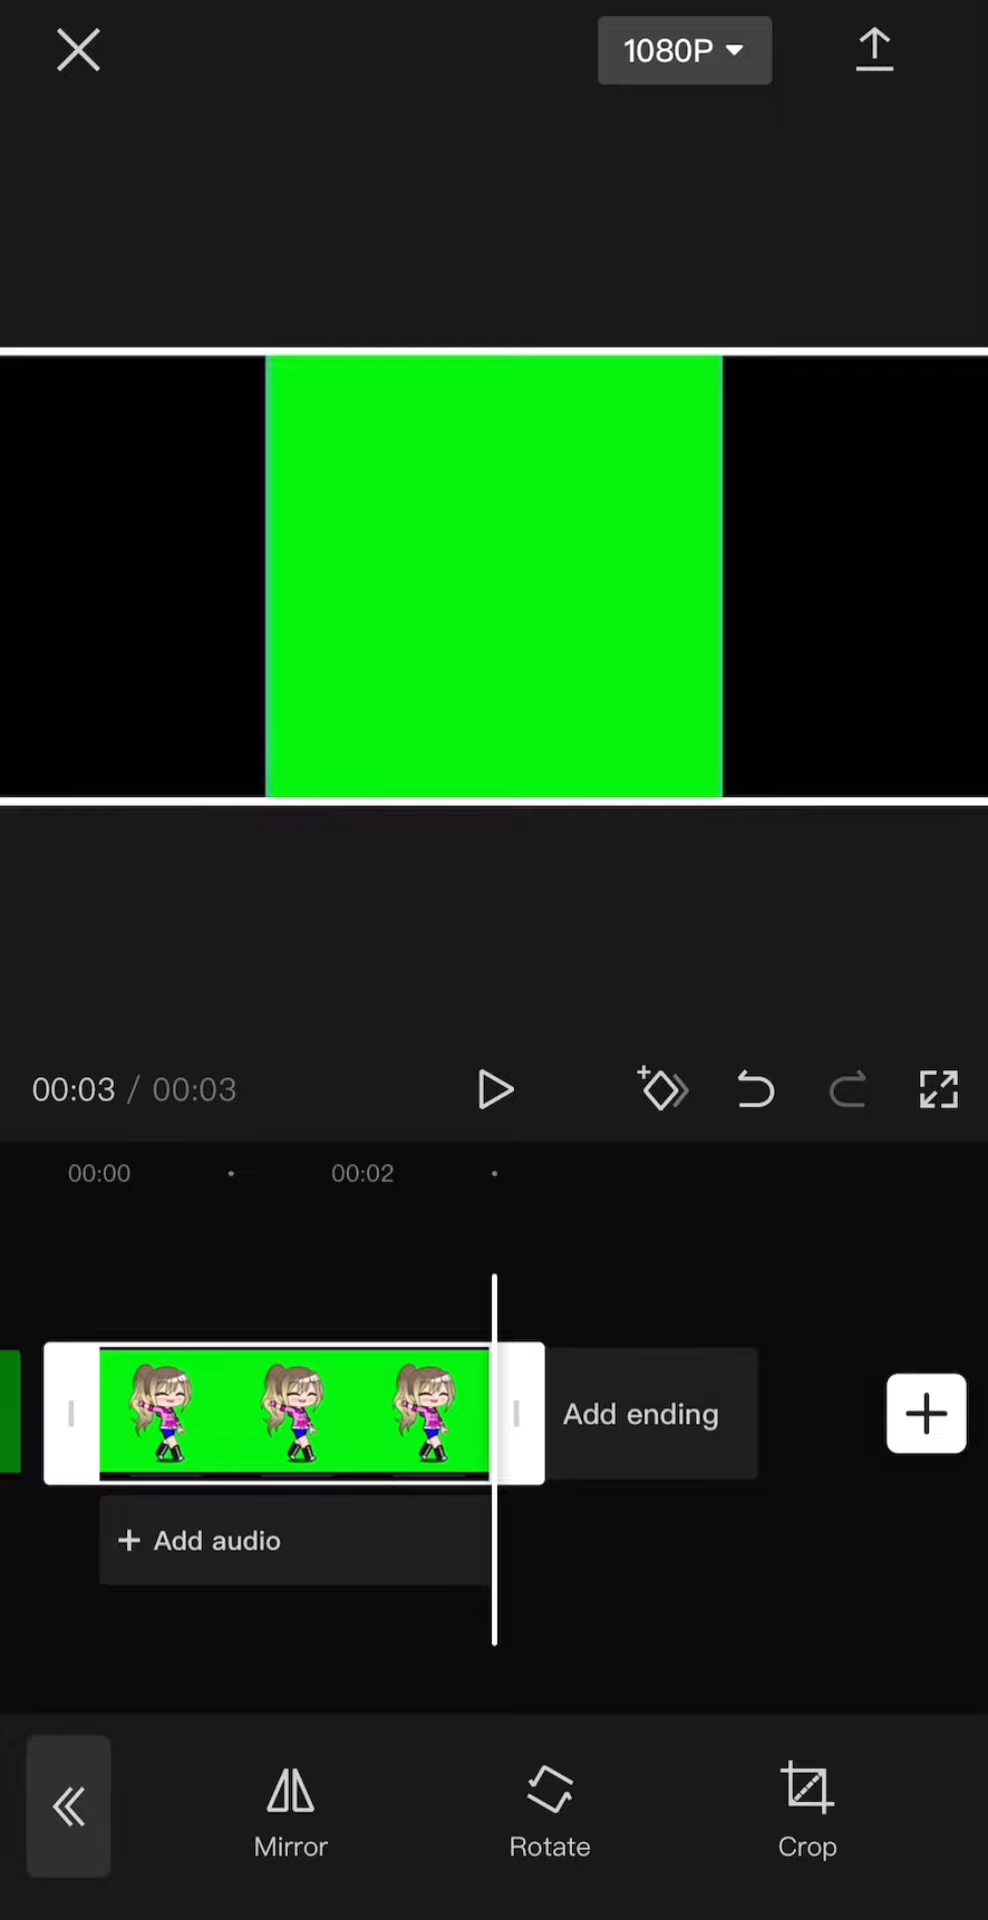 1080P
00:03 / 00:03
00:00
00:02
Add ending
+ Add audio
Mirror
Rotate
Crop